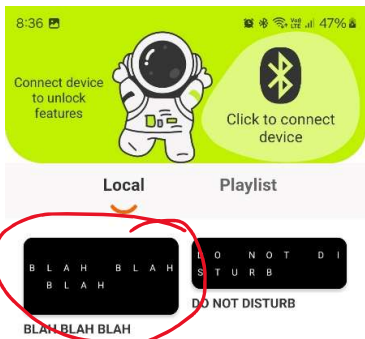 8:36 47%
Connect device
to unlock
features
Click to connect
device
Local Playlist
B L A H B L A H
B L A H
BLAH BLAH BLAH
D O N O T D I
S T U R B
DO NOT DISTURB